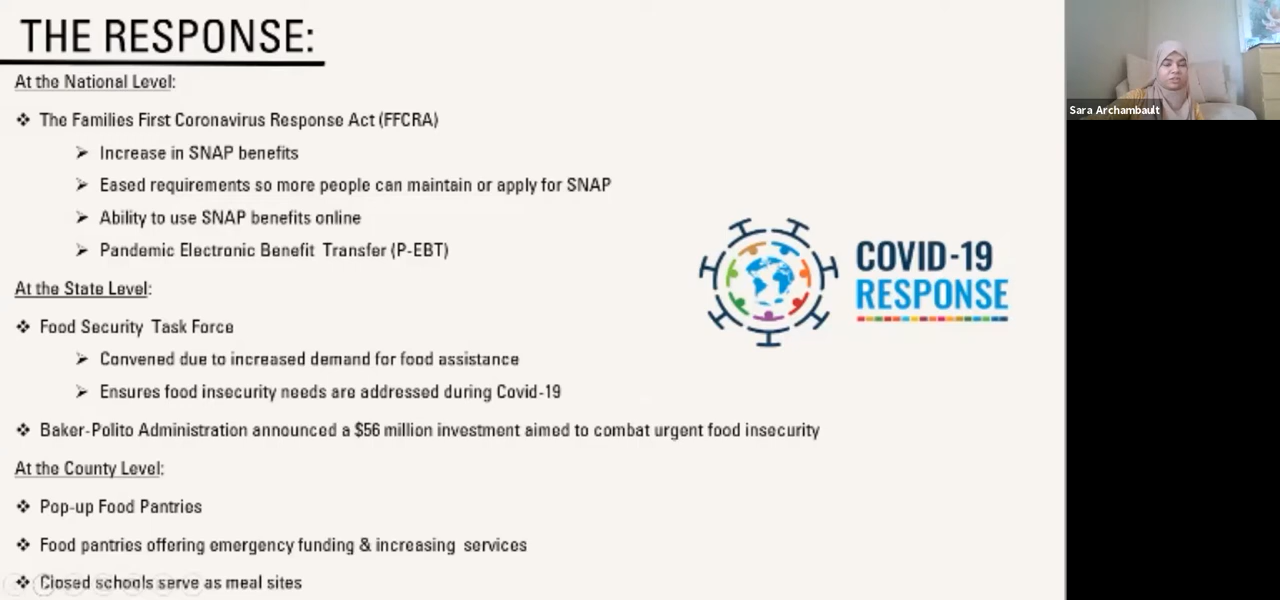 THE RESPONSE:
At the National Level:
❖ The Families First Coronavirus Response Act (FFCRA)
➢ Increase in SNAP benefits
➢ Eased requirements so more people can maintain or apply for SNAP
➢ Ability to use SNAP benefits online
➢ Pandemic Electronic Benefit Transfer (P-EBT)
At the State Level:
❖ Food Security Task Force
➢ Convened due to increased demand for food assistance
➢ Ensures food insecurity needs are addressed during Covid-19
❖ Baker-Polito Administration announced a $56 million investment aimed to combat urgent food insecurity
At the County Level:
❖ Pop-up Food Pantries
❖ Food pantries offering emergency funding & increasing services
❖ Closed schools serve as meal sites
COVID-19
RESPONSE
Sara Archambault